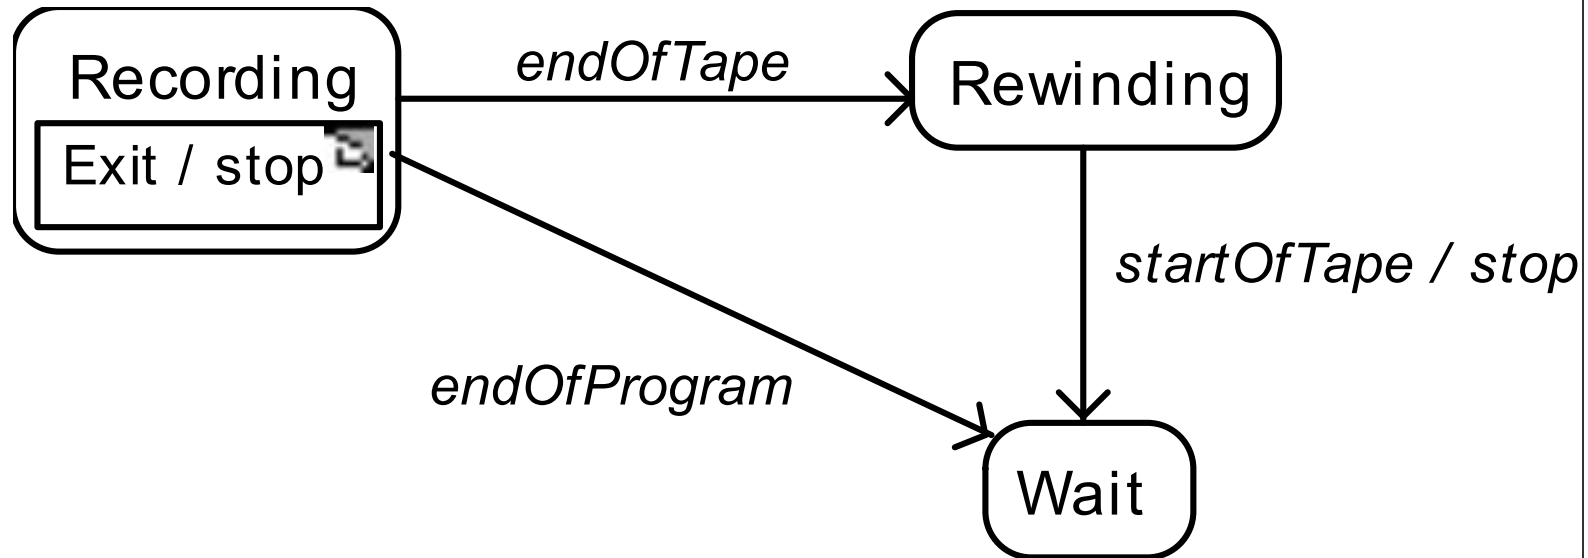 Recording
endOfTape
Rewinding
Exit / stop
startOfTape / stop
endOfProgram
Wait